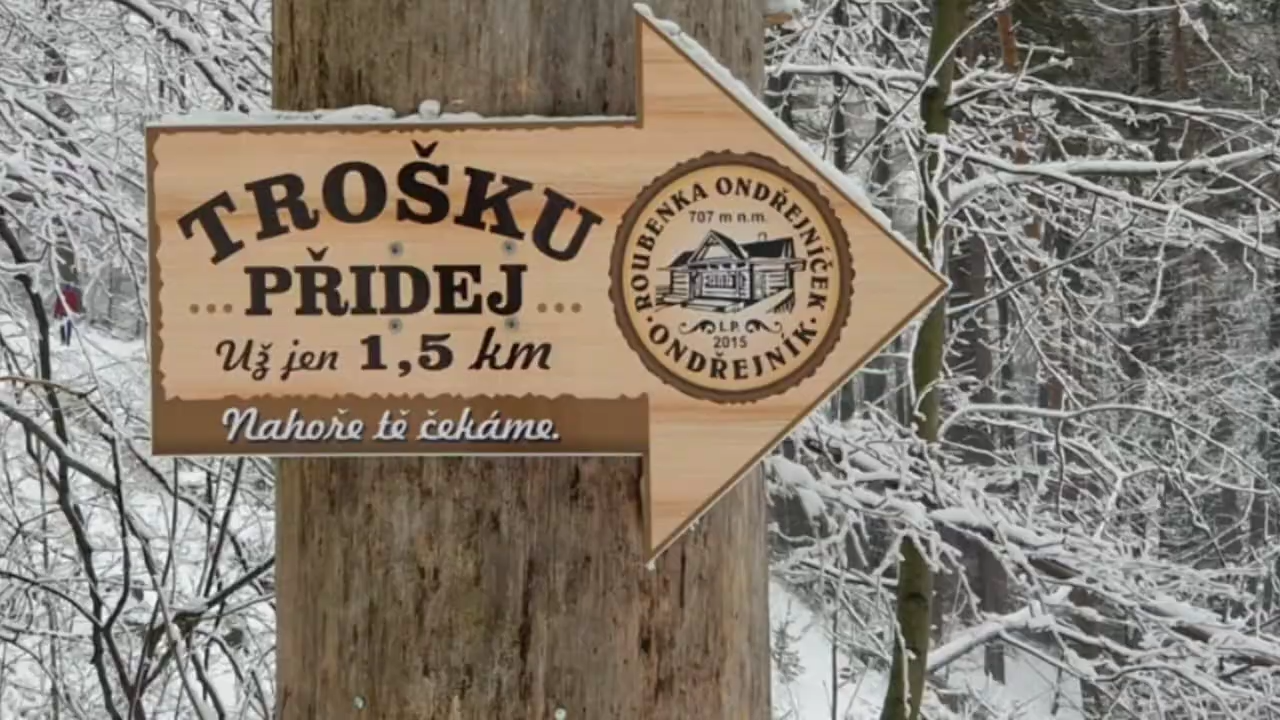 TROŠKU
PŘIDEJ
Už jen 1,5 km
Nahoře tě čekáme.
ROUBENKA ONDŘEJNÍČEK
707 m n.m.
L.P.
2015
ONDŘEJNÍK